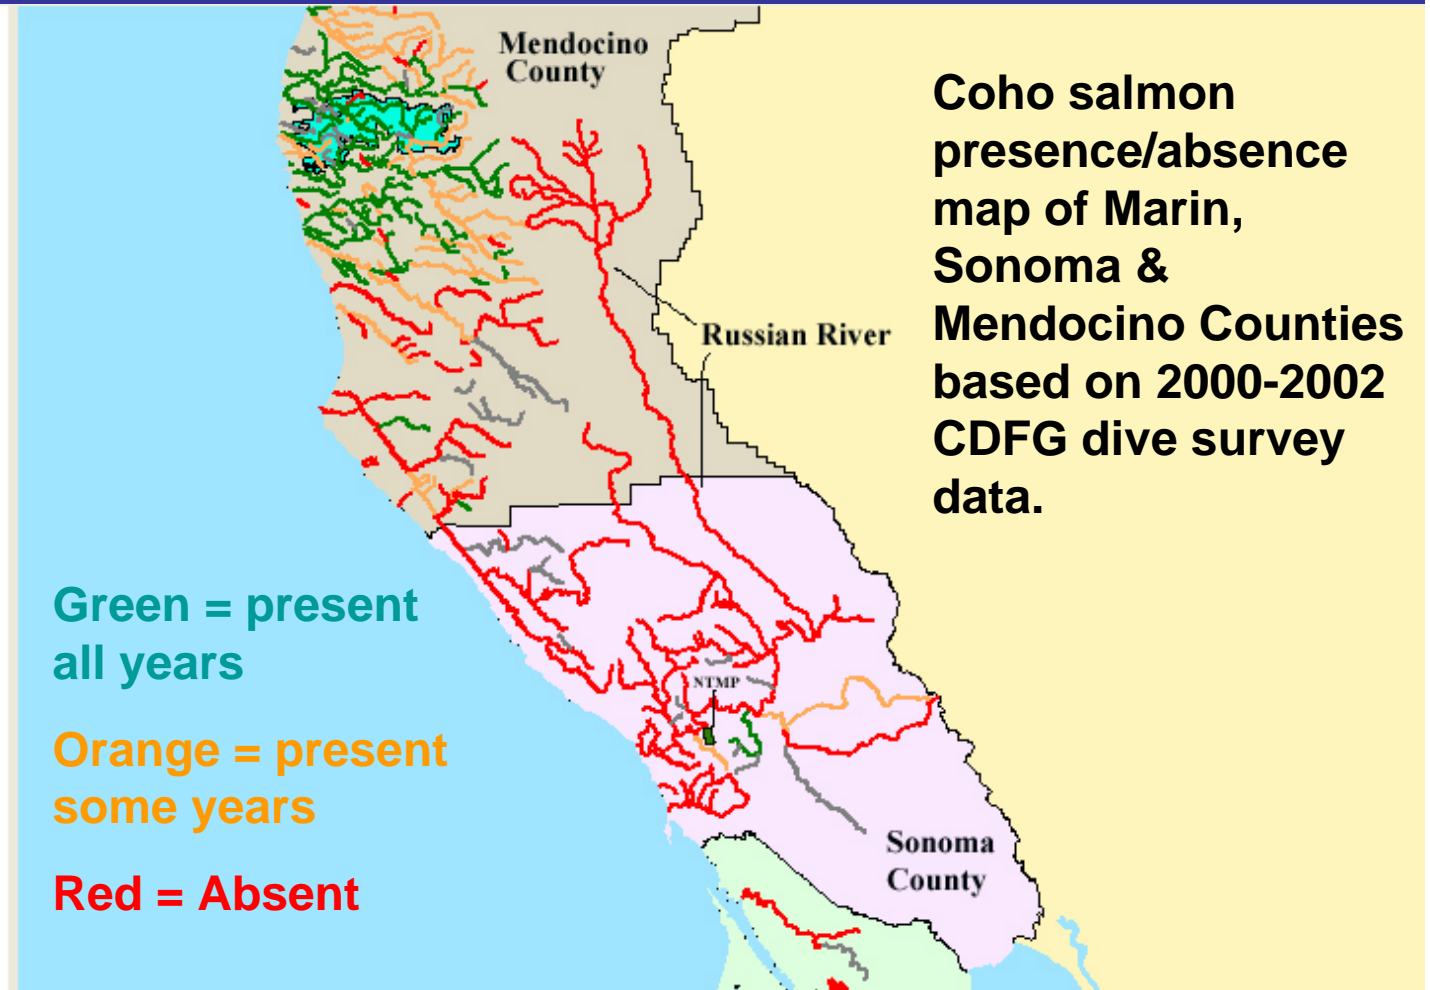 Mendocino
County
Coho salmon
presence/absence
map of Marin,
Sonoma &
Mendocino Counties
based on 2000-2002
CDFG dive survey
data.
Russian River
Green = present
all years
Orange = present
some years
Red = Absent
NTMP
Sonoma
County